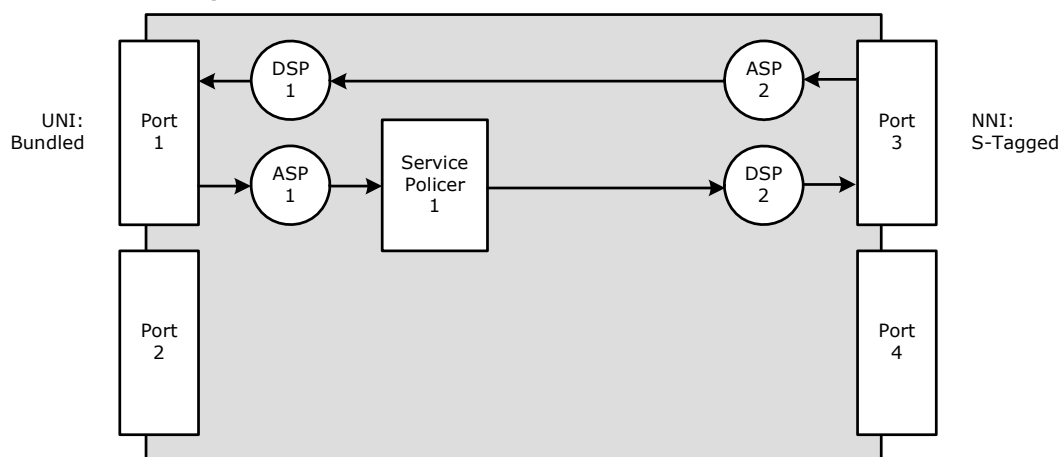 DSP
1
ASP
2
UNI:
Bundled
Port
1
Port
3
NNI:
S-Tagged
ASP
1
Service
Policer
1
DSP
2
Port
2
Port
4